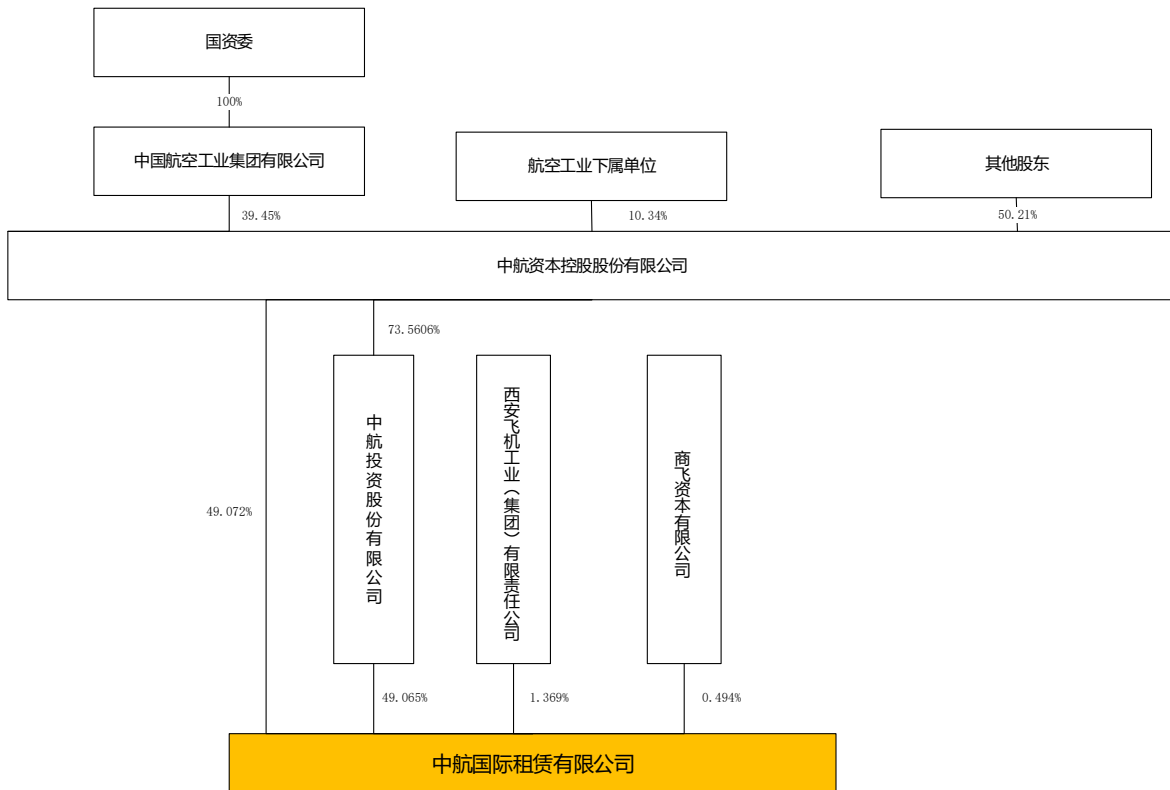 国资委
100%
中国航空工业集团有限公司
航空工业下属单位
其他股东
39.45%
10.34%
50.21%
中航资本控股股份有限公司
73.5606%
中航投资股份有限公司
西安飞机工业（集团）有限责任公司
商飞资本有限公司
49.072%
49.065%
1.369%
0.494%
中航国际租赁有限公司